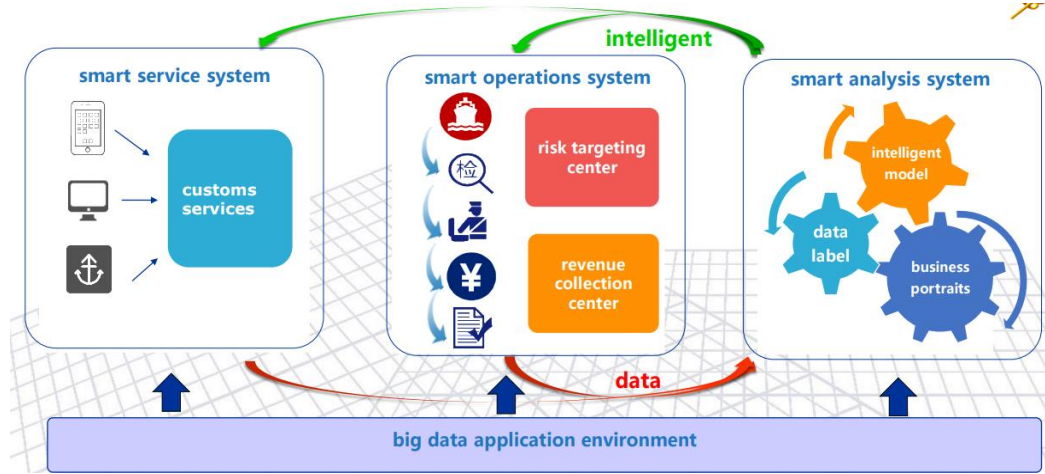 intelligent
smart service system
customs
services
smart operations system
检
¥
risk targeting
center
revenue
collection
center
smart analysis system
intelligent
model
data
label
business
portraits
data
big data application environment